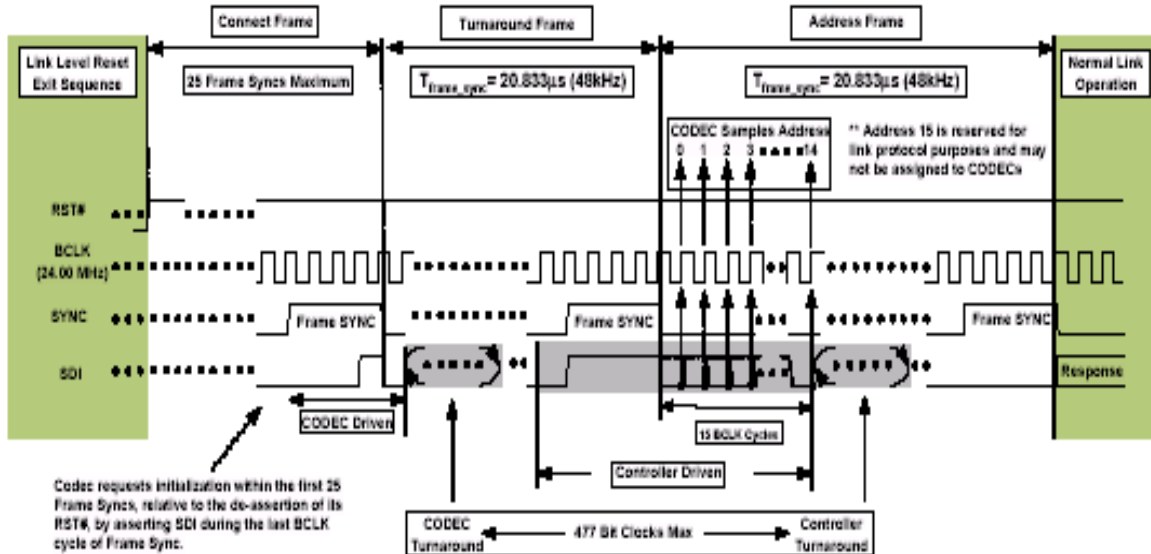 Connect Frame
Turnaround Frame
Address Frame
Link Level Reset
Exit Sequence
25 Frame Syncs Maximum
Tframe_sync= 20.833µs (48kHz)
Tframe_sync= 20.833µs (48kHz)
Normal Link
Operation
CODEC Samples Address
0 1 2 3 14
** Address 15 is reserved for
link protocol purposes and may
not be assigned to CODECs
RST#
BCLK
(24.00 MHz)
SYNC
Frame SYNC
Frame SYNC
Frame SYNC
SDI
Response
CODEC Driven
15 BCLK Cycles
Controller Driven
Codec requests initialization within the first 25
Frame Syncs, relative to the de-assertion of its
RST#, by asserting SDI during the last BCLK
cycle of Frame Sync.
CODEC
Turnaround
477 Bit Clocks Max
Controller
Turnaround